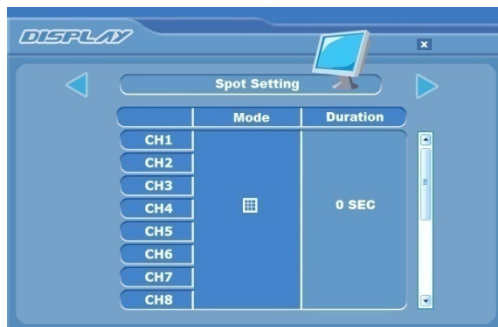 DISPLAY
Spot Setting
Mode Duration
CH1
CH2
CH3
CH4 0 SEC
CH5
CH6
CH7
CH8